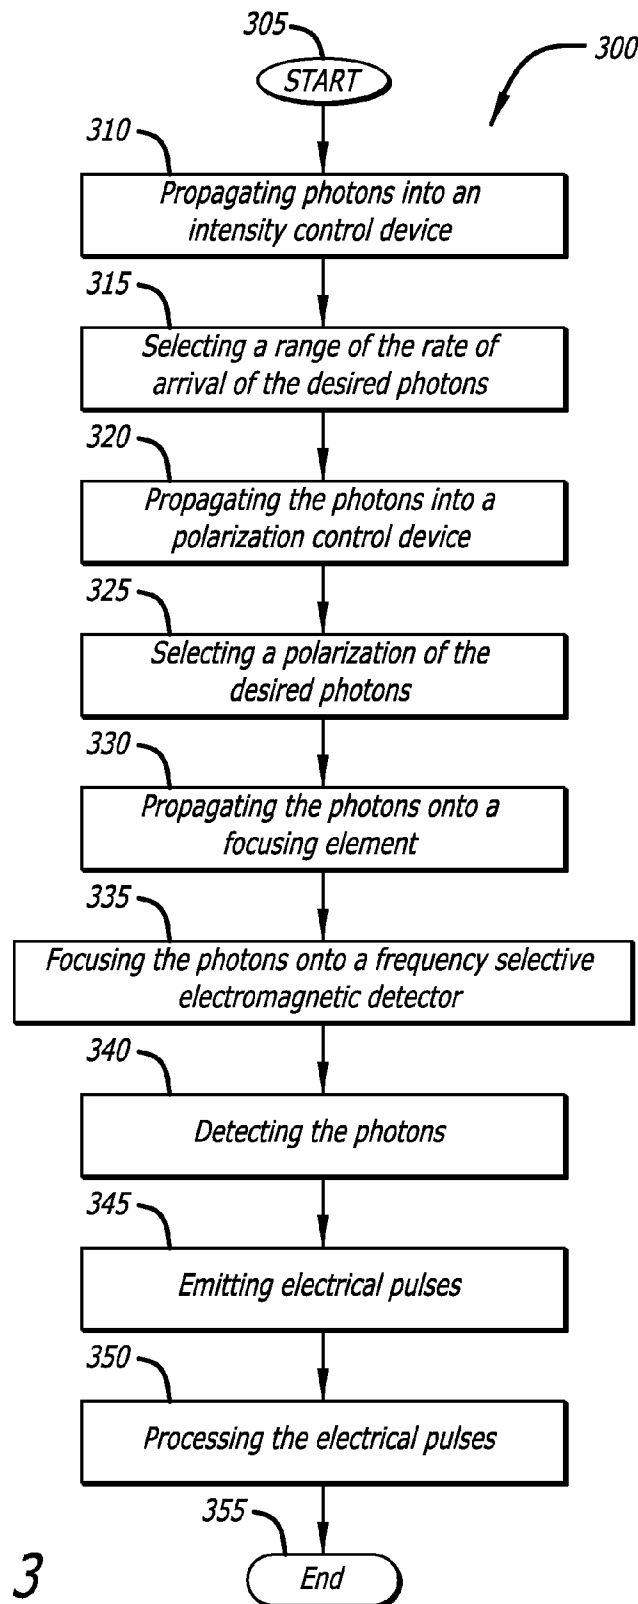 305
300
START
310
Propagating photons into an
intensity control device
315
Selecting a range of the rate of
arrival of the desired photons
320
Propagating the photons into a
polarization control device
325
Selecting a polarization of the
desired photons
330
Propagating the photons onto a
focusing element
335
Focusing the photons onto a frequency selective
electromagnetic detector
340
Detecting the photons
345
Emitting electrical pulses
350
Processing the electrical pulses
355
End
3